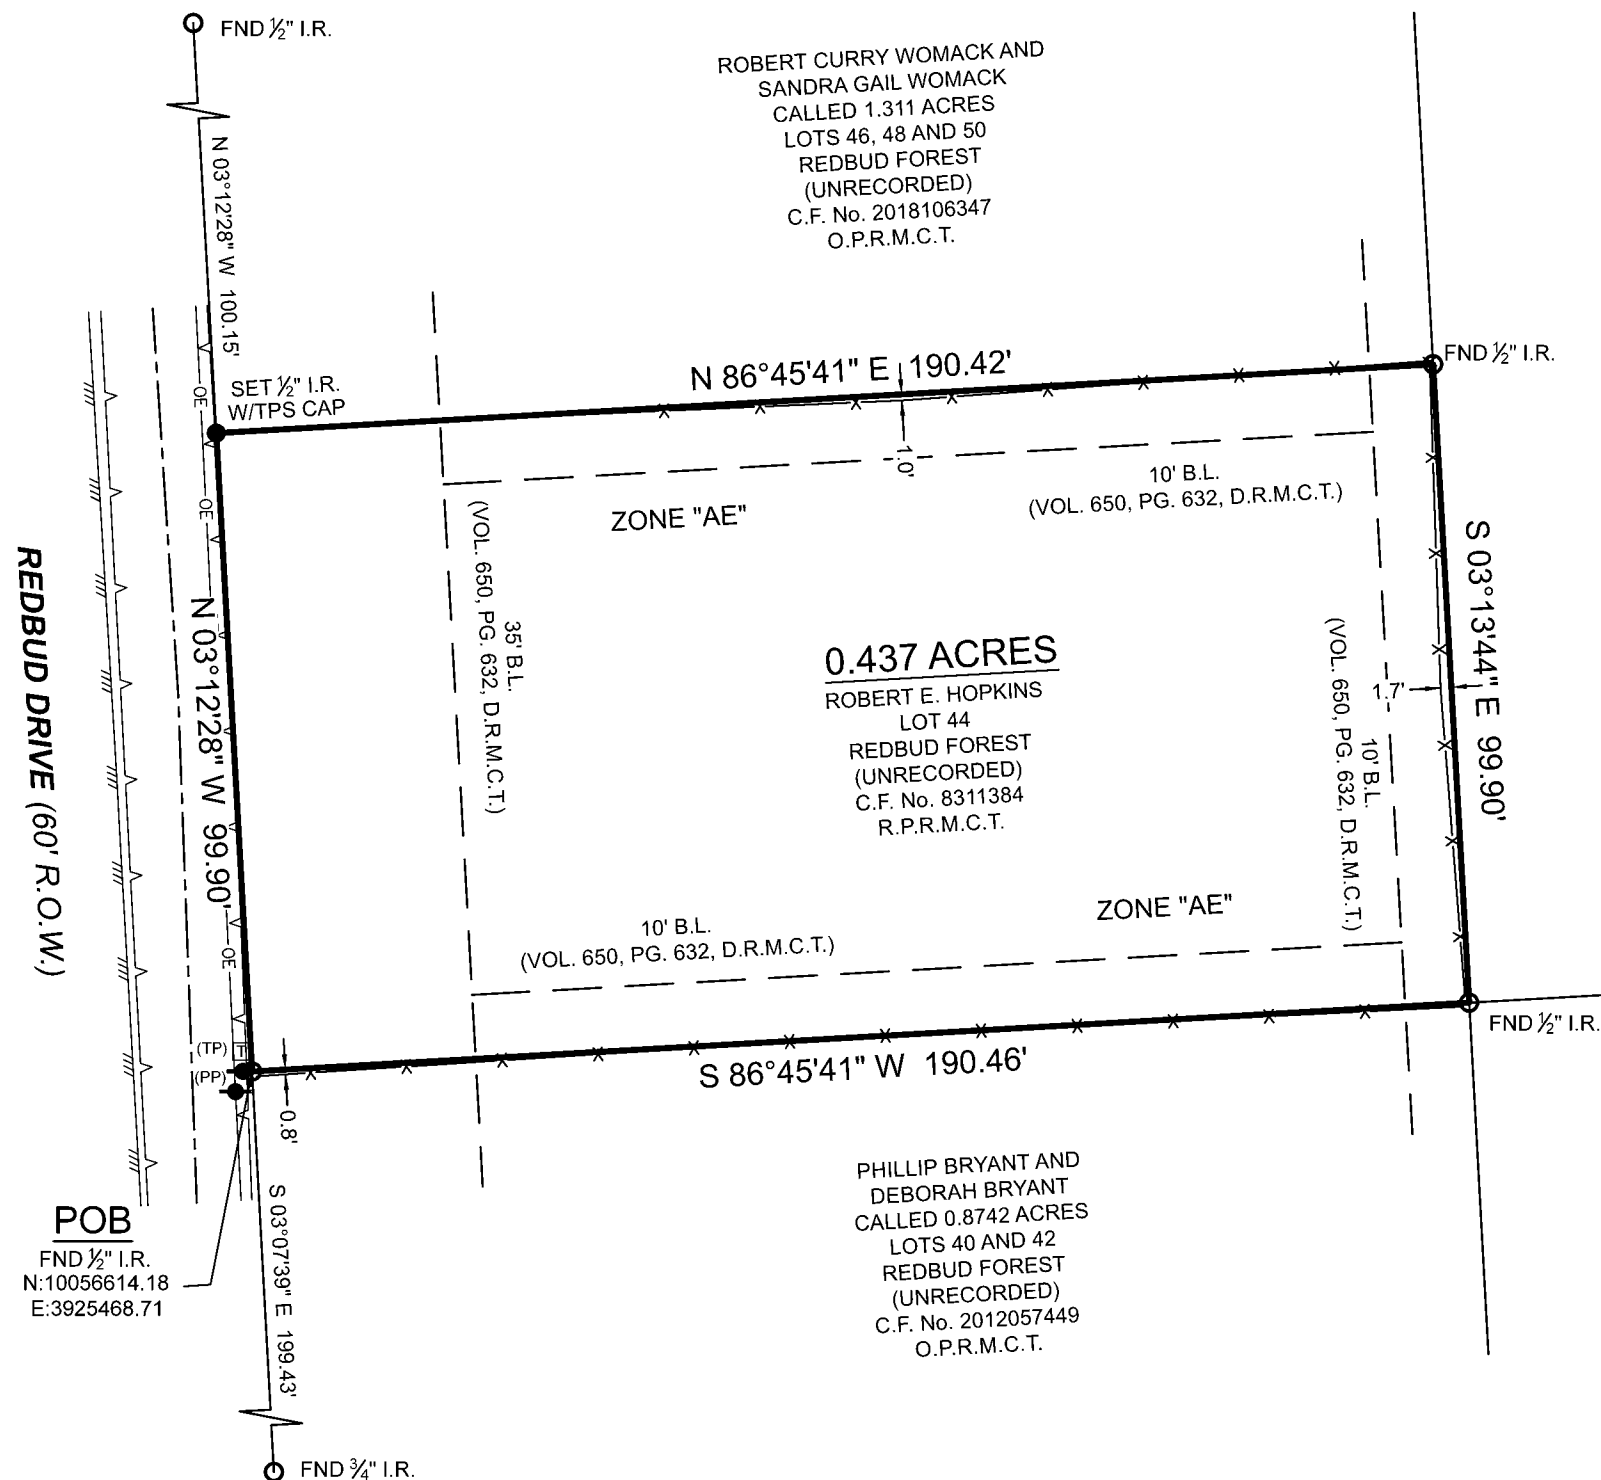 FND ½" I.R.
ROBERT CURRY WOMACK AND
SANDRA GAIL WOMACK
CALLED 1.311 ACRES
LOTS 46, 48 AND 50
REDBUD FOREST
(UNRECORDED)
C.F. No. 2018106347
O.P.R.M.C.T.
N 03°12'28" W 100.15'
N 86°45'41" E 190.42'
FND ½" I.R.
SET ½" I.R.
W/TPS CAP
OE
1.0'
10' B.L.
(VOL. 650, PG. 632, D.R.M.C.T.)
ZONE "AE"
OE
35' B.L.
(VOL. 650, PG. 632, D.R.M.C.T.)
S 03°13'44" E 99.90'
REDBUD DRIVE (60' R.O.W.)
N 03°12'28" W 99.90'
0.437 ACRES
ROBERT E. HOPKINS
LOT 44
REDBUD FOREST
(UNRECORDED)
C.F. No. 8311384
R.P.R.M.C.T.
1.7'
10' B.L.
(VOL. 650, PG. 632, D.R.M.C.T.)
ZONE "AE"
10' B.L.
(VOL. 650, PG. 632, D.R.M.C.T.)
OE
(TP)
T
(PP)
FND ½" I.R.
S 86°45'41" W 190.46'
0.8'
PHILLIP BRYANT AND
DEBORAH BRYANT
CALLED 0.8742 ACRES
LOTS 40 AND 42
REDBUD FOREST
(UNRECORDED)
C.F. No. 2012057449
O.P.R.M.C.T.
POB
FND ½" I.R.
N:10056614.18
E:3925468.71
S 03°07'39" E 199.43'
FND ¾" I.R.